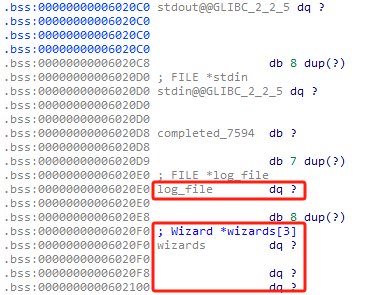 .bss:00000000006020C0 stdout@@GLIBC_2_2_5 dq ?
.bss:00000000006020C0
.bss:00000000006020C0
.bss:00000000006020C0
.bss:00000000006020C8 db 8 dup(?)
.bss:00000000006020D0 ; FILE *stdin
.bss:00000000006020D0 stdin@@GLIBC_2_2_5 dq ?
.bss:00000000006020D0
.bss:00000000006020D0
.bss:00000000006020D8 completed_7594 db ?
.bss:00000000006020D8
.bss:00000000006020D9 db 7 dup(?)
.bss:00000000006020E0 ; FILE *log_file
.bss:00000000006020E0 log_file dq ?
.bss:00000000006020E0
.bss:00000000006020E8 db 8 dup(?)
.bss:00000000006020F0 ; Wizard *wizards[3]
.bss:00000000006020F0 wizards dq ?
.bss:00000000006020F0
.bss:00000000006020F8 dq ?
.bss:0000000000602100 dq ?